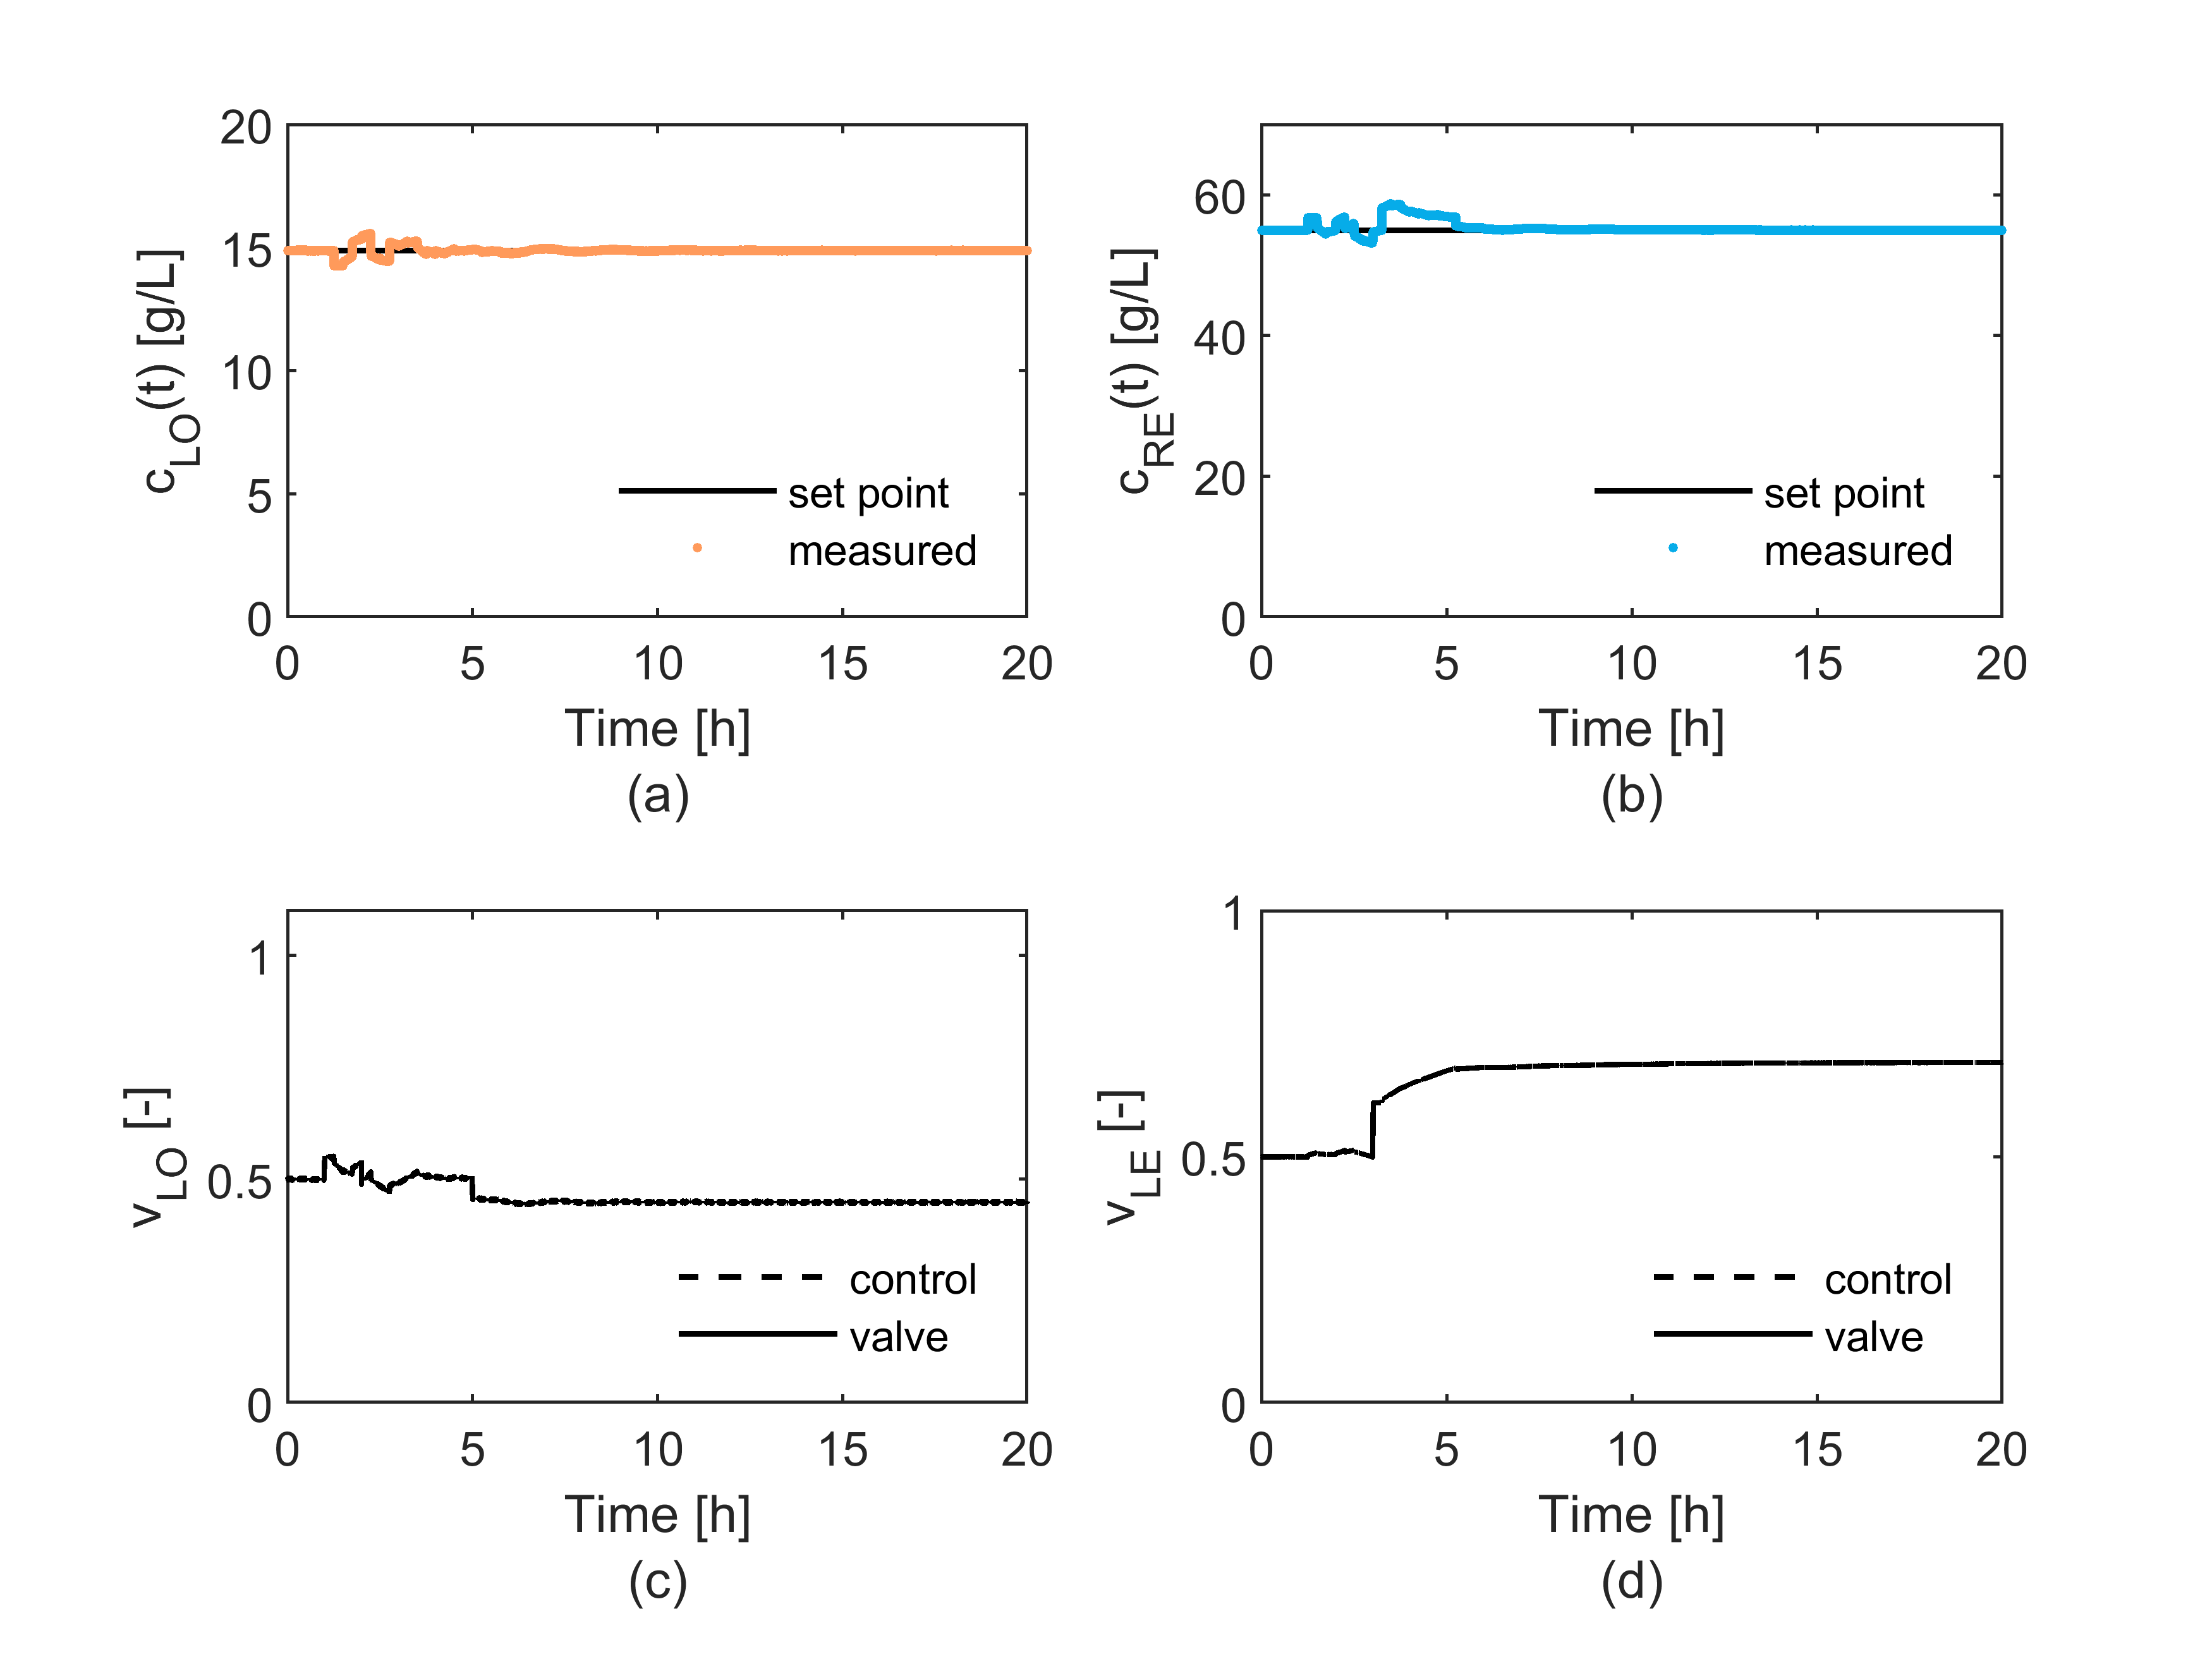 20
15
10
5
0
c_LO(t) [g/L]
set point
measured
0 5 10 15 20
Time [h]
(a)
60
40
20
0
c_RE(t) [g/L]
set point
measured
0 5 10 15 20
Time [h]
(b)
1
0.5
0
v_LO [-]
control
valve
0 5 10 15 20
Time [h]
(c)
1
0.5
0
v_LE [-]
control
valve
0 5 10 15 20
Time [h]
(d)